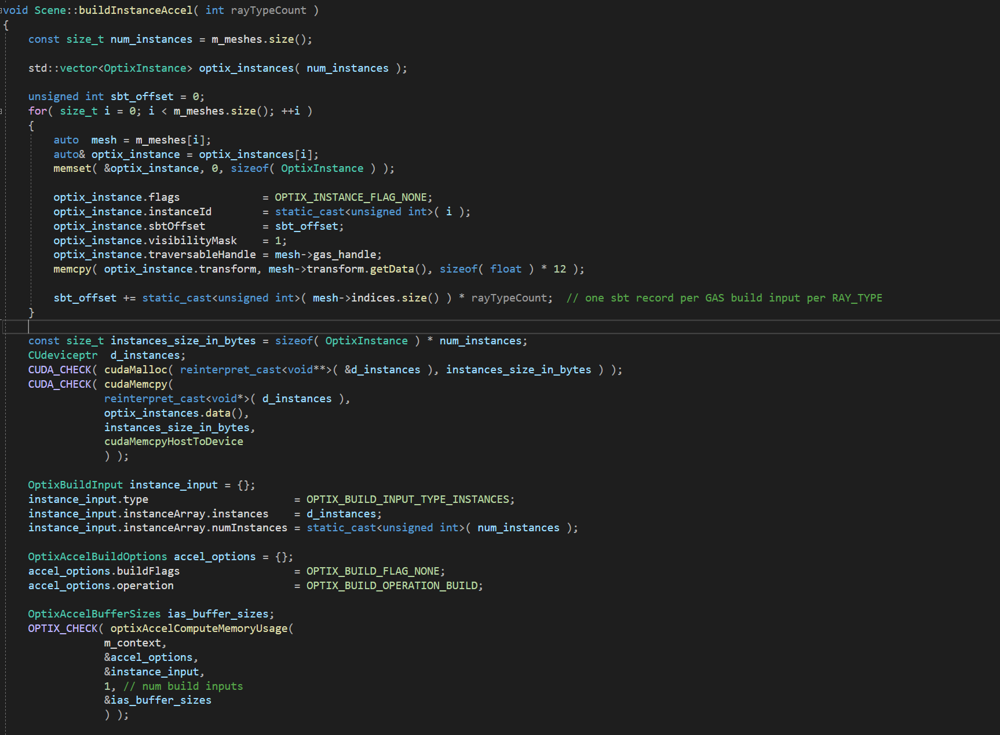 void Scene::buildInstanceAccel( int rayTypeCount )
{
    const size_t num_instances = m_meshes.size();

    std::vector<OptixInstance> optix_instances( num_instances );

    unsigned int sbt_offset = 0;
    for( size_t i = 0; i < m_meshes.size(); ++i )
    {
        auto  mesh = m_meshes[i];
        auto& optix_instance = optix_instances[i];
        memset( &optix_instance, 0, sizeof( OptixInstance ) );

        optix_instance.flags             = OPTIX_INSTANCE_FLAG_NONE;
        optix_instance.instanceId        = static_cast<unsigned int>( i );
        optix_instance.sbtOffset         = sbt_offset;
        optix_instance.visibilityMask    = 1;
        optix_instance.traversableHandle = mesh->gas_handle;
        memcpy( optix_instance.transform, mesh->transform.getData(), sizeof( float ) * 12 );

        sbt_offset += static_cast<unsigned int>( mesh->indices.size() ) * rayTypeCount;  // one sbt record per GAS build input per RAY_TYPE
    }

    const size_t instances_size_in_bytes = sizeof( OptixInstance ) * num_instances;
    CUdeviceptr  d_instances;
    CUDA_CHECK( cudaMalloc( reinterpret_cast<void**>( &d_instances ), instances_size_in_bytes ) );
    CUDA_CHECK( cudaMemcpy(
                reinterpret_cast<void*>( d_instances ),
                optix_instances.data(),
                instances_size_in_bytes,
                cudaMemcpyHostToDevice
                ) );

    OptixBuildInput instance_input = {};
    instance_input.type                       = OPTIX_BUILD_INPUT_TYPE_INSTANCES;
    instance_input.instanceArray.instances    = d_instances;
    instance_input.instanceArray.numInstances = static_cast<unsigned int>( num_instances );

    OptixAccelBuildOptions accel_options = {};
    accel_options.buildFlags                  = OPTIX_BUILD_FLAG_NONE;
    accel_options.operation                   = OPTIX_BUILD_OPERATION_BUILD;

    OptixAccelBufferSizes ias_buffer_sizes;
    OPTIX_CHECK( optixAccelComputeMemoryUsage(
                m_context,
                &accel_options,
                &instance_input,
                1, // num build inputs
                &ias_buffer_sizes
                ) );